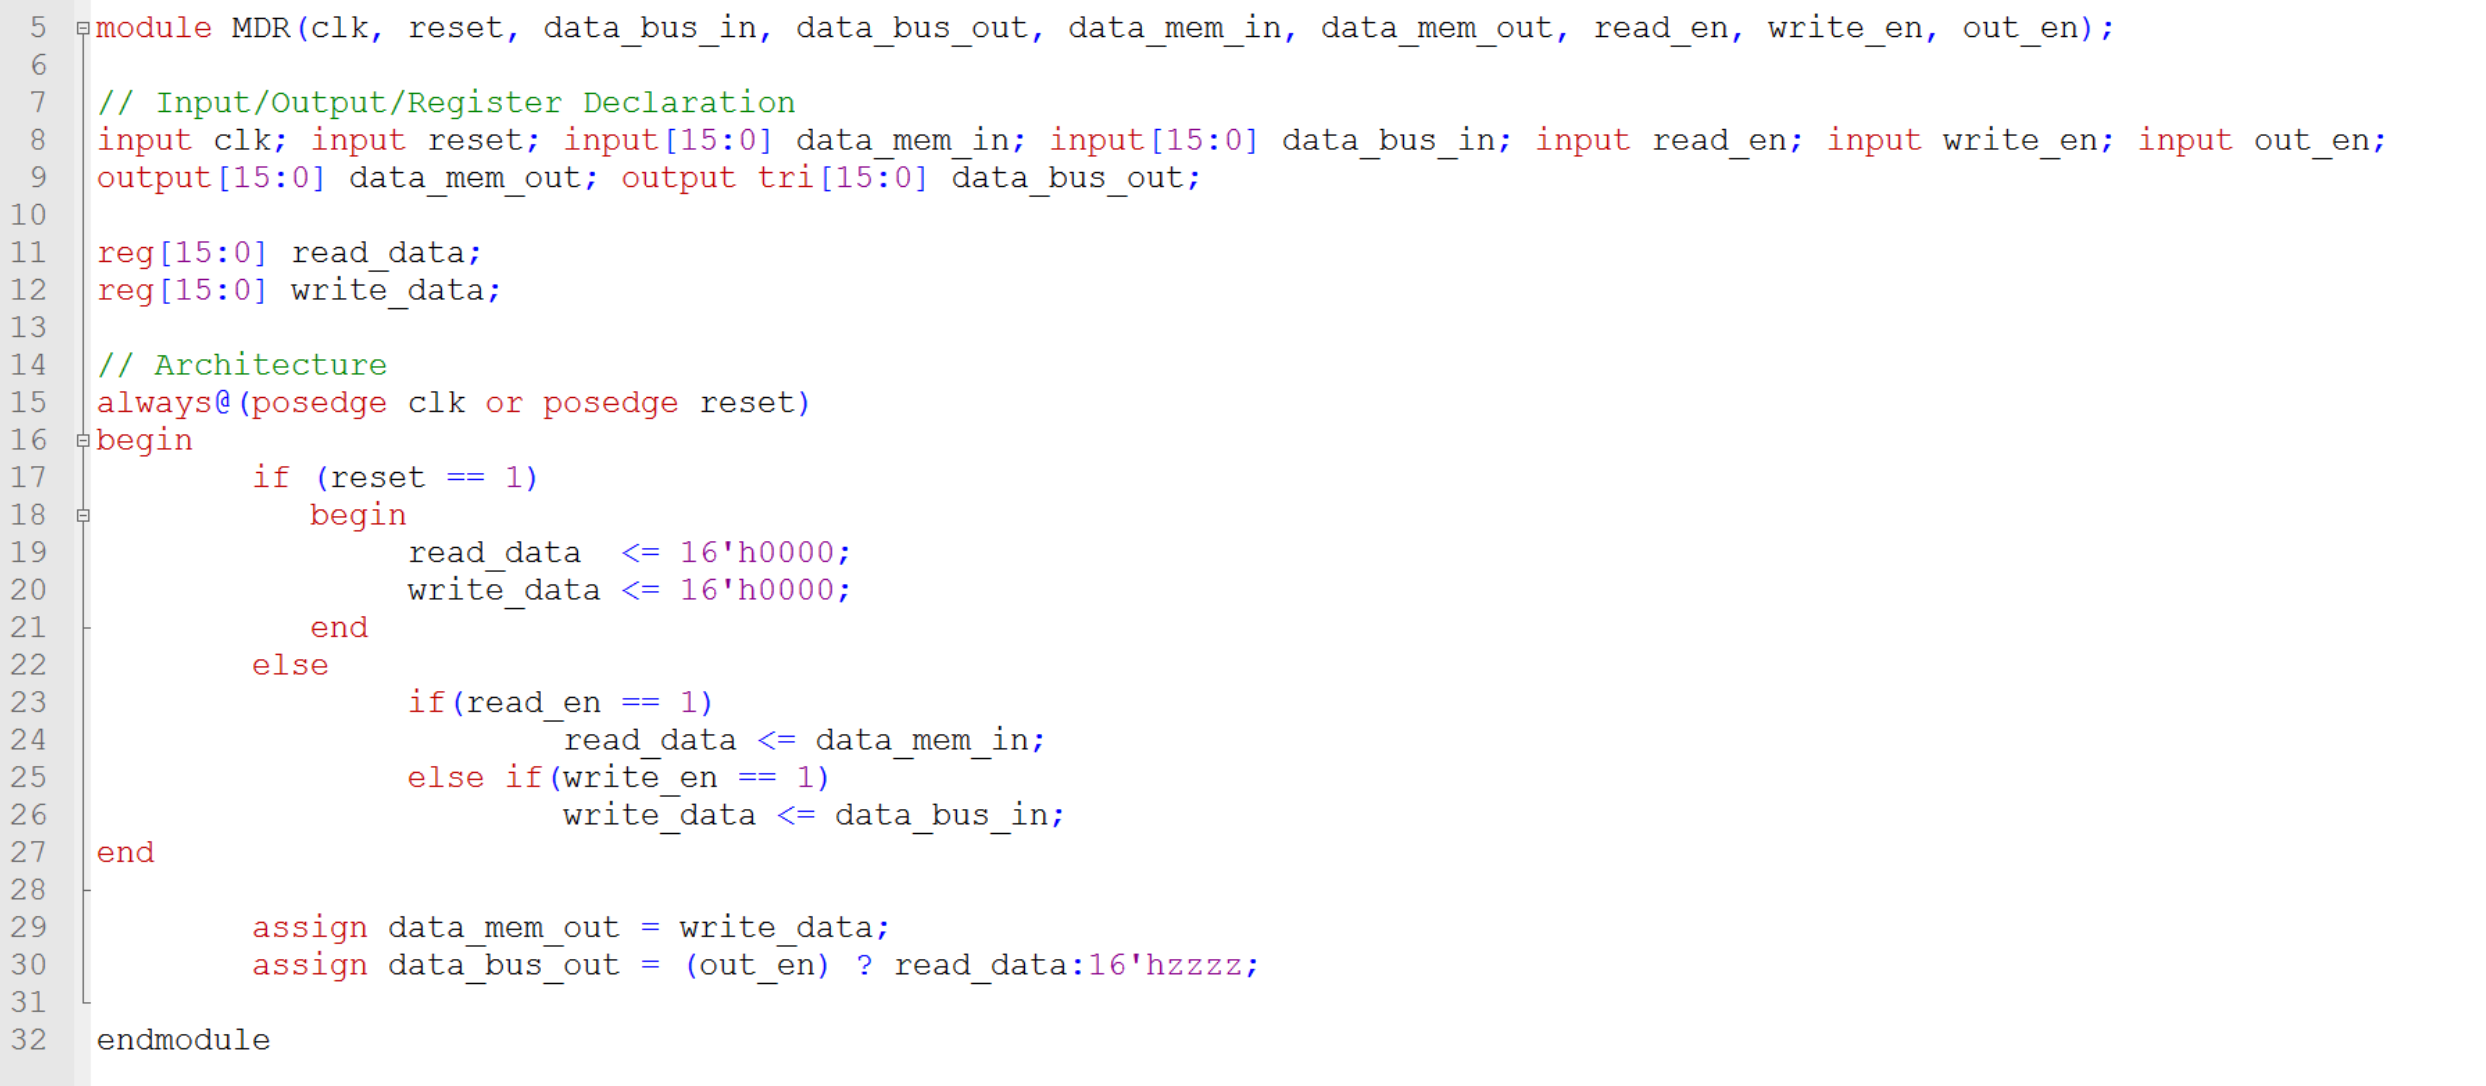 5 module MDR(clk, reset, data_bus_in, data_bus_out, data_mem_in, data_mem_out, read_en, write_en, out_en);
6
7 // Input/Output/Register Declaration
8 input clk; input reset; input[15:0] data_mem_in; input[15:0] data_bus_in; input read_en; input write_en; input out_en;
9 output[15:0] data_mem_out; output tri[15:0] data_bus_out;
10
11 reg[15:0] read_data;
12 reg[15:0] write_data;
13
14 // Architecture
15 always@(posedge clk or posedge reset)
16 begin
17 if (reset == 1)
18 begin
19 read_data <= 16'h0000;
20 write_data <= 16'h0000;
21 end
22 else
23 if(read_en == 1)
24 read_data <= data_mem_in;
25 else if(write_en == 1)
26 write_data <= data_bus_in;
27 end
28
29 assign data_mem_out = write_data;
30 assign data_bus_out = (out_en) ? read_data:16'hzzzz;
31
32 endmodule